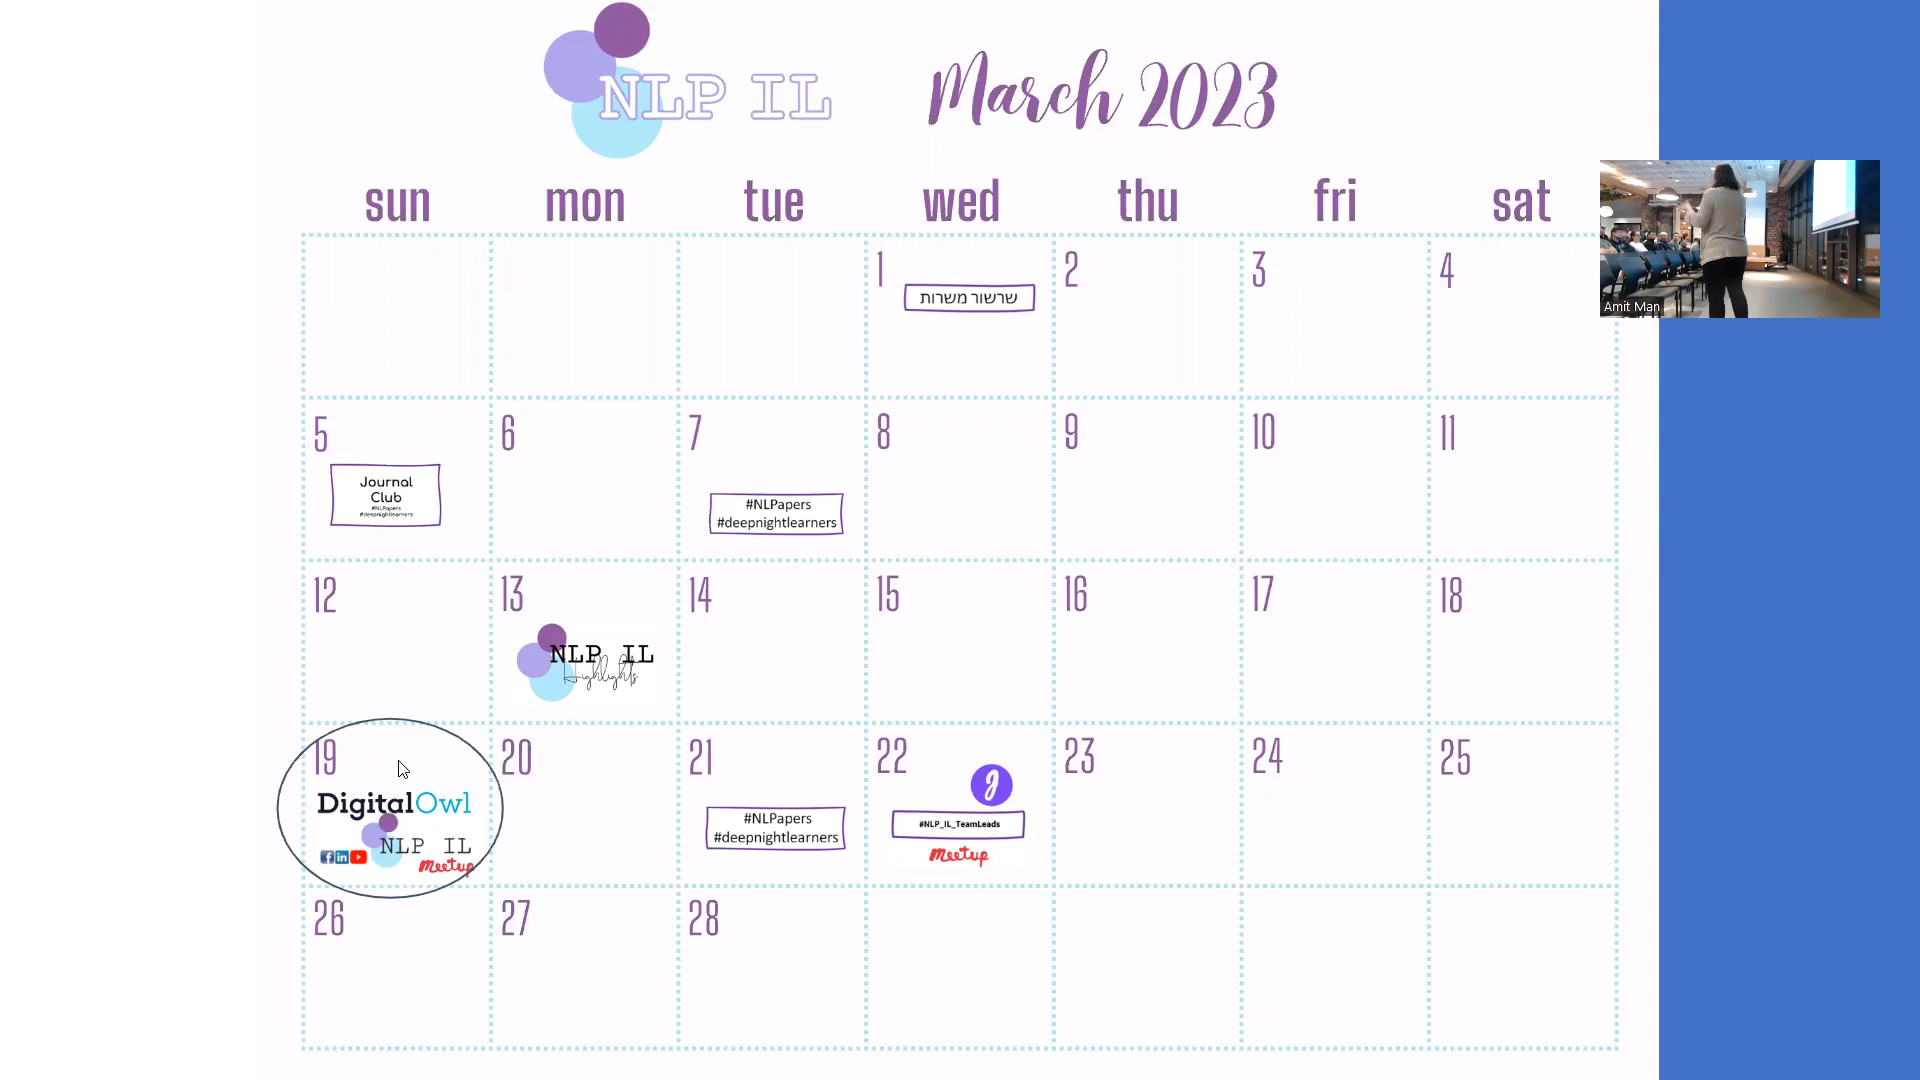 NLP IL
March 2023
sun mon tue wed thu fri sat
1 2 3 4
שרשור משרות
5 6 7 8 9 10 11
Journal
Club
#NLPapers
#deepnightlearners
#NLPapers
#deepnightlearners
12 13 14 15 16 17 18
NLP IL
Highlights
19 20 21 22 23 24 25
DigitalOwl
NLP IL
Meetup
#NLPapers
#deepnightlearners
#NLP_IL_TeamLeads
Meetup
26 27 28
Amit Man